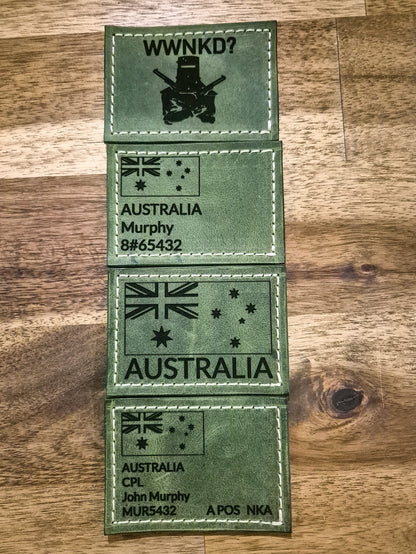 WWNKD?
AUSTRALIA
Murphy
8#65432
AUSTRALIA
AUSTRALIA
CPL
John Murphy
MUR5432 A POS NKA